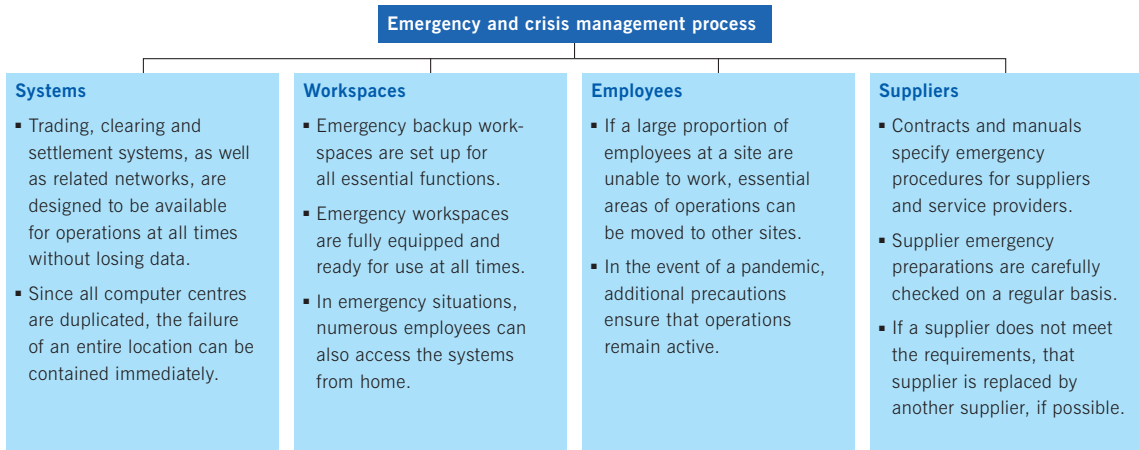 Emergency and crisis management process
Systems
▪ Trading, clearing and
settlement systems, as well
as related networks, are
designed to be available
for operations at all times
without losing data.
▪ Since all computer centres
are duplicated, the failure
of an entire location can be
contained immediately.
Workspaces
▪ Emergency backup work-
spaces are set up for
all essential functions.
▪ Emergency workspaces
are fully equipped and
ready for use at all times.
▪ In emergency situations,
numerous employees can
also access the systems
from home.
Employees
▪ If a large proportion of
employees at a site are
unable to work, essential
areas of operations can
be moved to other sites.
▪ In the event of a pandemic,
additional precautions
ensure that operations
remain active.
Suppliers
▪ Contracts and manuals
specify emergency
procedures for suppliers
and service providers.
▪ Supplier emergency
preparations are carefully
checked on a regular basis.
▪ If a supplier does not meet
the requirements, that
supplier is replaced by
another supplier, if possible.